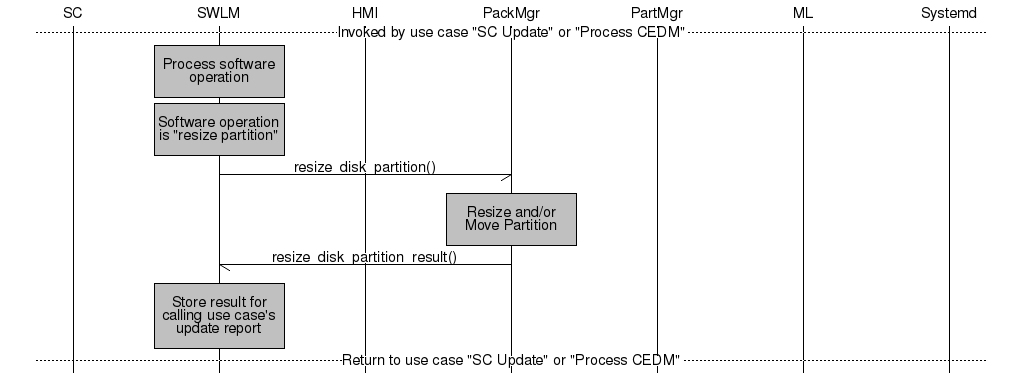 SC SWLM HMI PackMgr PartMgr ML Systemd
Invoked by use case "SC Update" or "Process CEDM"
Process software
operation
Software operation
is "resize partition"
resize_disk_partition()
Resize and/or
Move Partition
resize_disk_partition_result()
Store result for
calling use case's
update report
Return to use case "SC Update" or "Process CEDM"